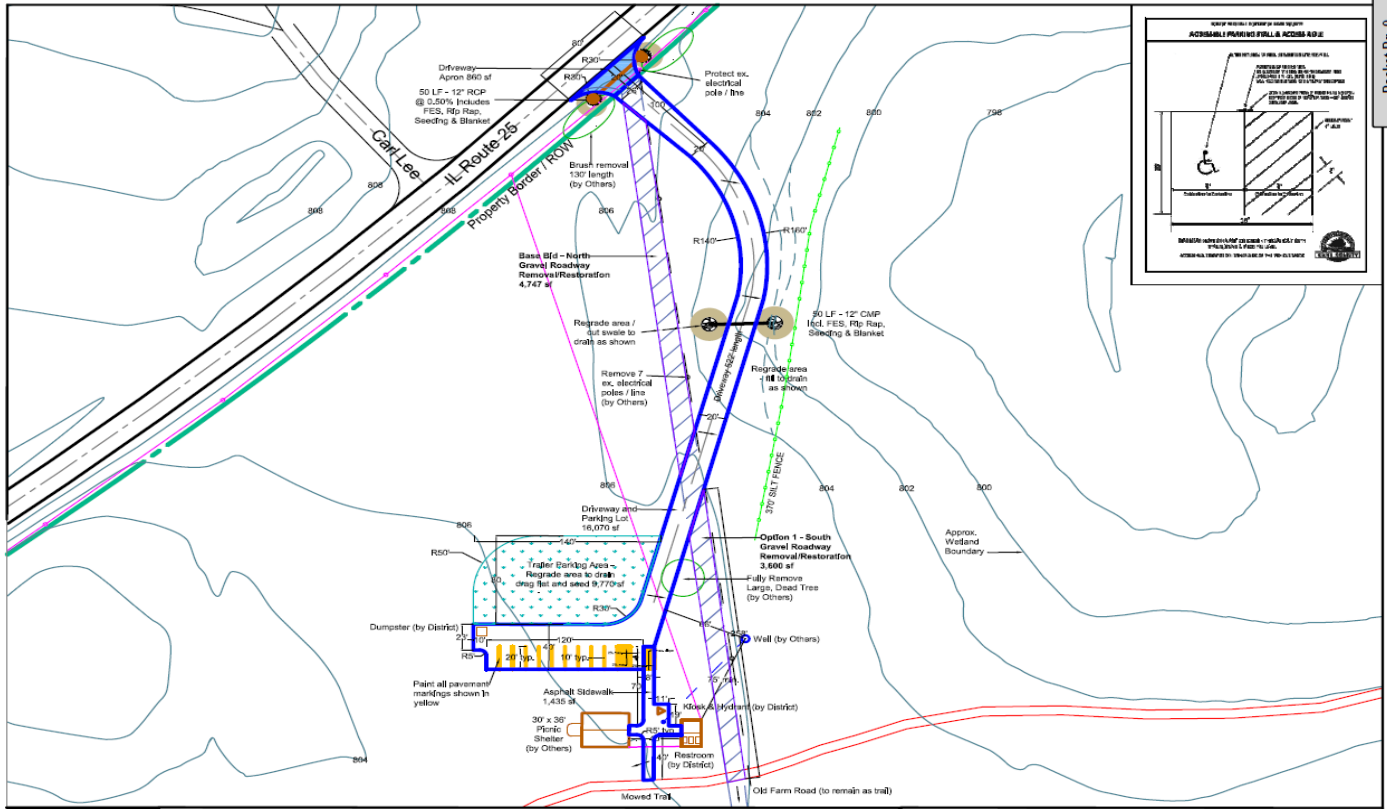 80'
R30'
R30'
Driveway
Apron 860 sf
50 LF - 12" RCP
@ 0.50% Includes
FES, Rip Rap,
Seeding & Blanket
Protect ex.
electrical
pole / line
100'
804
802
800
798
Carl Lee
IL Route 25
Property Border / ROW
808
808
808
Brush removal
130' length
(by Others)
806
R140'
R160'
Base Bid - North
Gravel Roadway
Removal/Restoration
4,747 sf
Regrade area /
cut swale to
drain as shown
50 LF - 12" CMP
Incl. FES, Rip Rap,
Seeding & Blanket
Remove 7
ex. electrical
poles / line
(by Others)
Driveway 522' length
Regrade area
- fill to drain
as shown
20'
370' SILT FENCE
806
804
802
800
Driveway and
Parking Lot
16,070 sf
806
R50'
140'
Option 1 - South
Gravel Roadway
Removal/Restoration
3,600 sf
Approx.
Wetland
Boundary
Trailer Parking Area -
Regrade area to drain
drag flat and seed 9,770 sf
Fully Remove
Large, Dead Tree
(by Others)
R30'
Dumpster (by District)
23'
120'
R5'
20' typ.
10' typ.
Well (by Others)
Paint all pavement
markings shown in
yellow
Asphalt Sidewalk
1,435 sf
11'
Kiosk & Hydrant (by District)
30' x 36'
Picnic
Shelter
(by Others)
R5' typ.
Restroom
(by District)
40'
804
Mowed Trail
Old Farm Road (to remain as trail)
ACCESSIBLE PARKING STALL & ACCESS AISLE